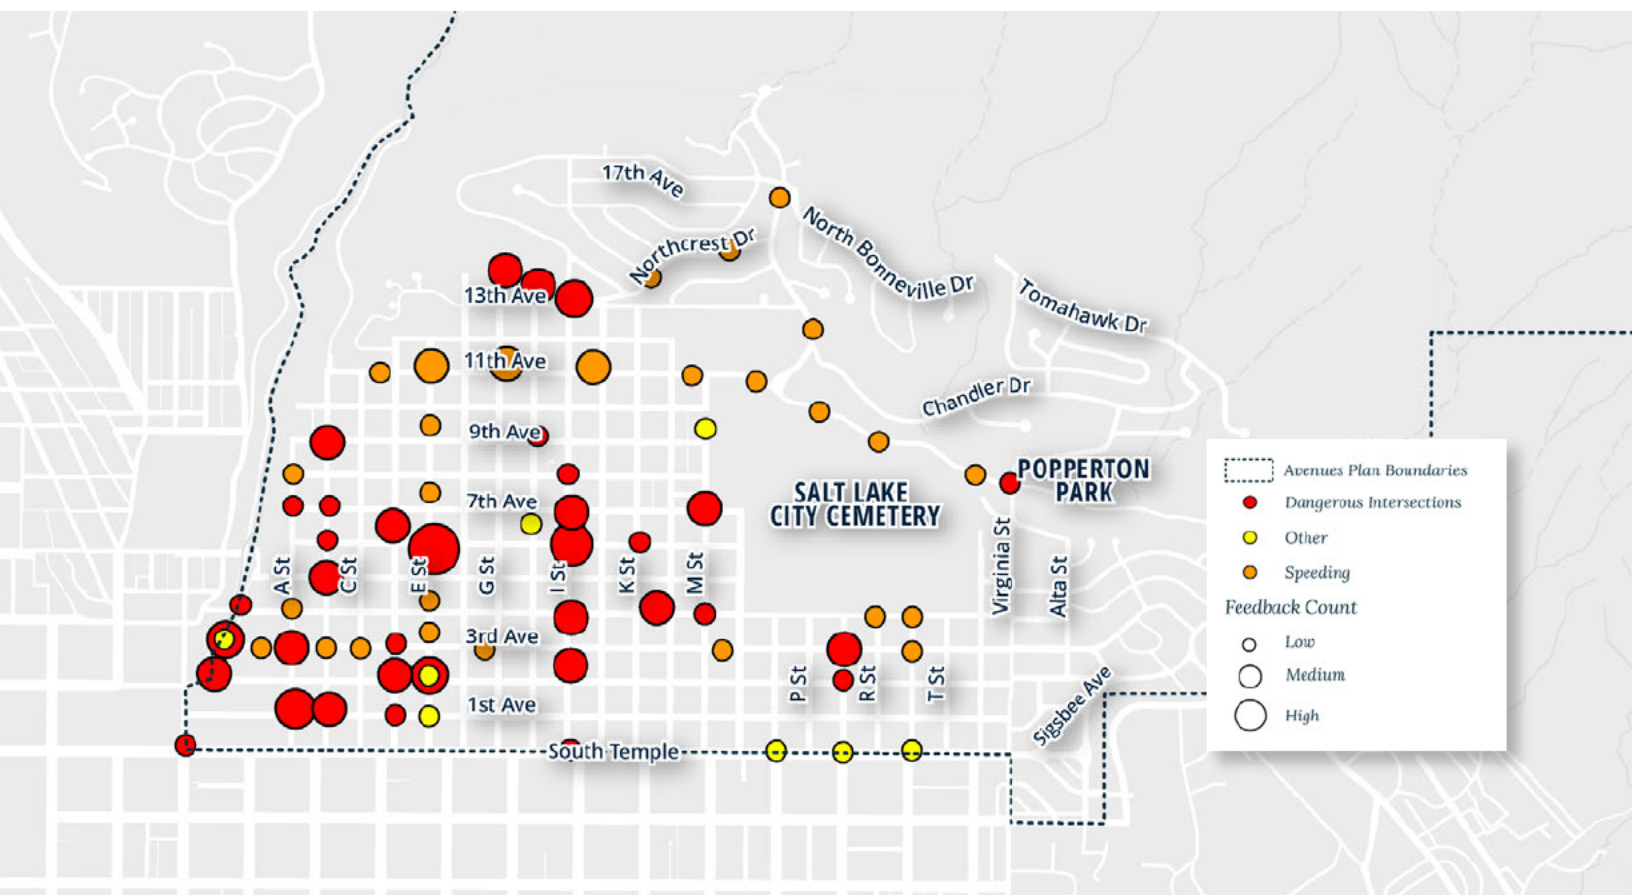 17th Ave
Northcrest Dr
North Bonneville Dr
13th Ave
Tomahawk Dr
11th Ave
Chandler Dr
9th Ave
POPPERTON
PARK
SALT LAKE
CITY CEMETERY
7th Ave
A St
C St
E St
G St
I St
K St
M St
Virginia St
Alta St
3rd Ave
P St
R St
T St
Sigsbee Ave
1st Ave
South Temple
Avenues Plan Boundaries
Dangerous Intersections
Other
Speeding
Feedback Count
Low
Medium
High